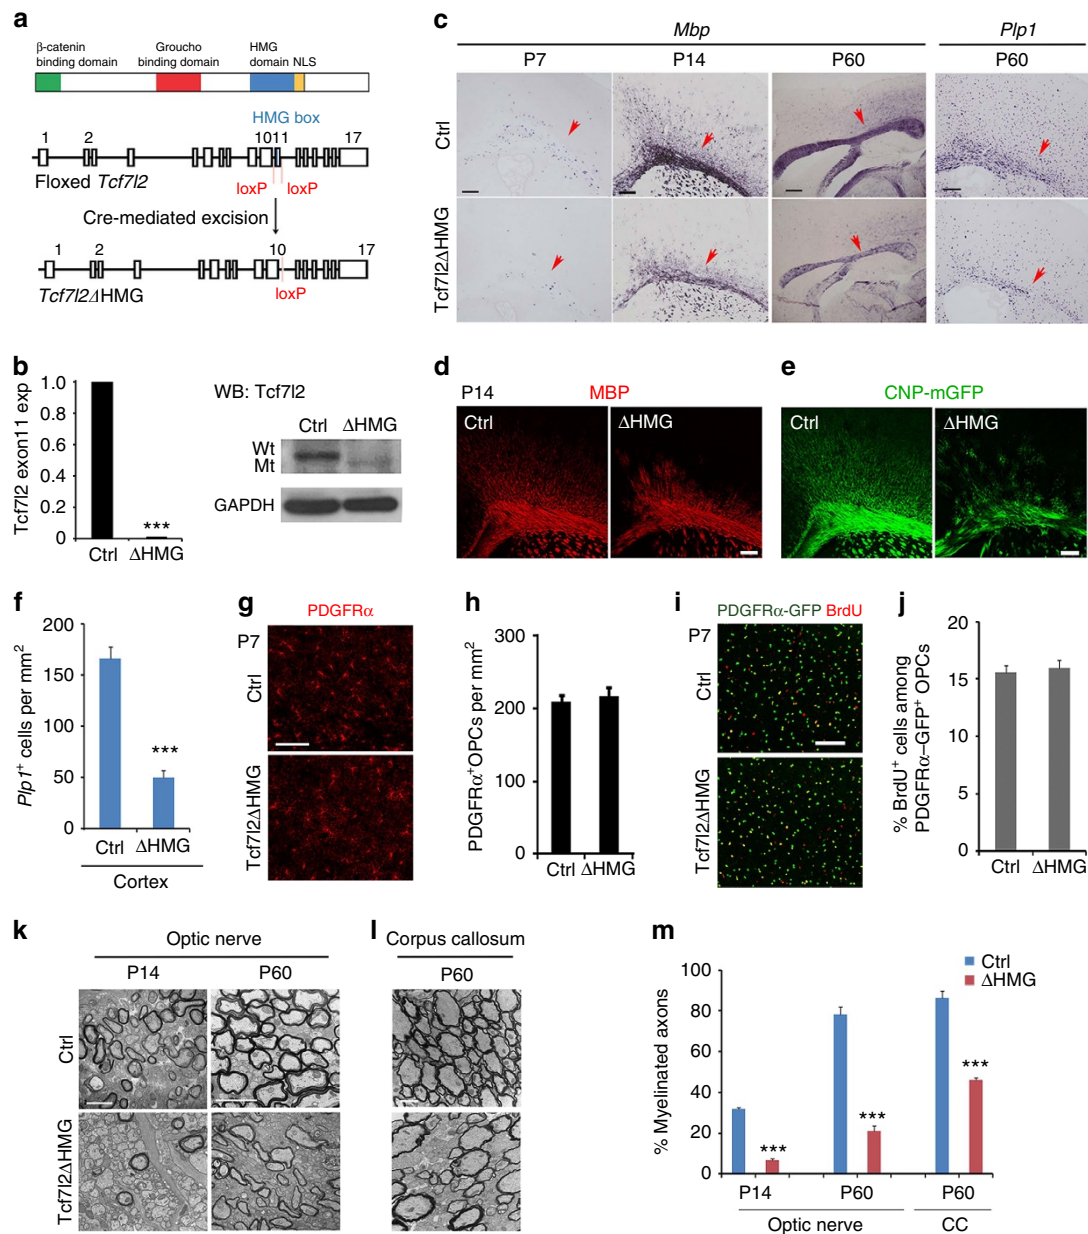 a
β-catenin
binding domain
Groucho
binding domain
HMG
domain NLS
HMG box
1 2 10 11 17
Floxed Tcf7l2
loxP loxP
Cre-mediated excision
1 2 10 17
Tcf7l2ΔHMG
loxP
b
Tcf7l2 exon11 exp
1.0
0.8
0.6
0.4
0.2
0
***
Ctrl ΔHMG
WB: Tcf7l2
Ctrl ΔHMG
Wt
Mt
GAPDH
c
Mbp Plp1
P7 P14 P60 P60
Ctrl
Tcf7l2ΔHMG
d
P14 MBP
Ctrl ΔHMG
e
CNP-mGFP
Ctrl ΔHMG
f
Plp1+ cells per mm2
200
150
100
50
0
***
Ctrl ΔHMG
Cortex
g
PDGFRα
P7
Ctrl
Tcf7l2ΔHMG
h
PDGFRα+OPCs per mm2
300
200
100
0
Ctrl ΔHMG
i
PDGFRα-GFP BrdU
P7
Ctrl
Tcf7l2ΔHMG
j
% BrdU+ cells among
PDGFRα–GFP+ OPCs
20
15
10
5
0
Ctrl ΔHMG
k
Optic nerve
P14 P60
Ctrl
Tcf7l2ΔHMG
l
Corpus callosum
P60
m
Ctrl
ΔHMG
% Myelinated axons
100
80
60
40
20
0
***
***
***
P14 P60 P60
Optic nerve CC